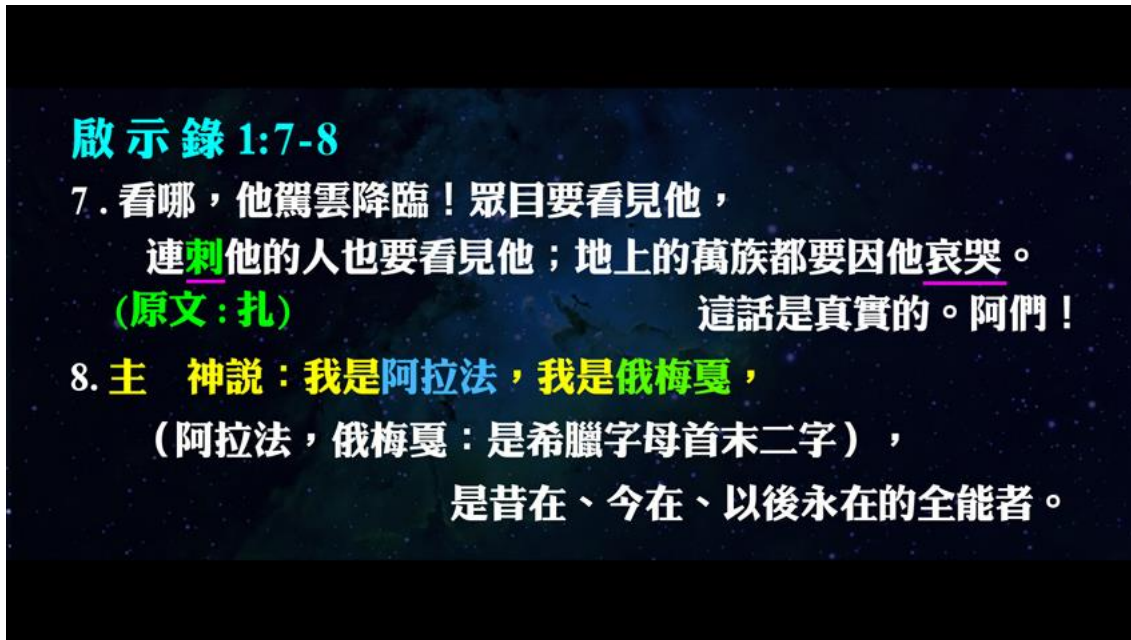 啟示錄 1:7-8
7 . 看哪，他駕雲降臨！眾目要看見他，
連刺他的人也要看見他；地上的萬族都要因他哀哭。
(原文 : 扎) 這話是真實的。阿們！
8. 主　神説：我是阿拉法，我是俄梅戛，
（阿拉法，俄梅戛：是希臘字母首末二字），
是昔在、今在、以後永在的全能者。